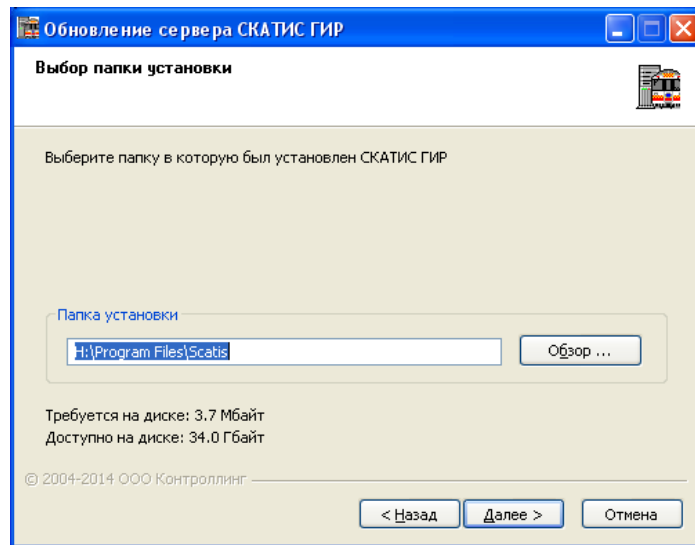 Обновление сервера СКАТИС ГИР
Выбор папки установки
Выберите папку в которую был установлен СКАТИС ГИР
Папка установки
H:\Program Files\Scatis
Обзор ...
Требуется на диске: 3.7 Мбайт
Доступно на диске: 34.0 Гбайт
© 2004-2014 ООО Контроллинг
< Назад Далее > Отмена